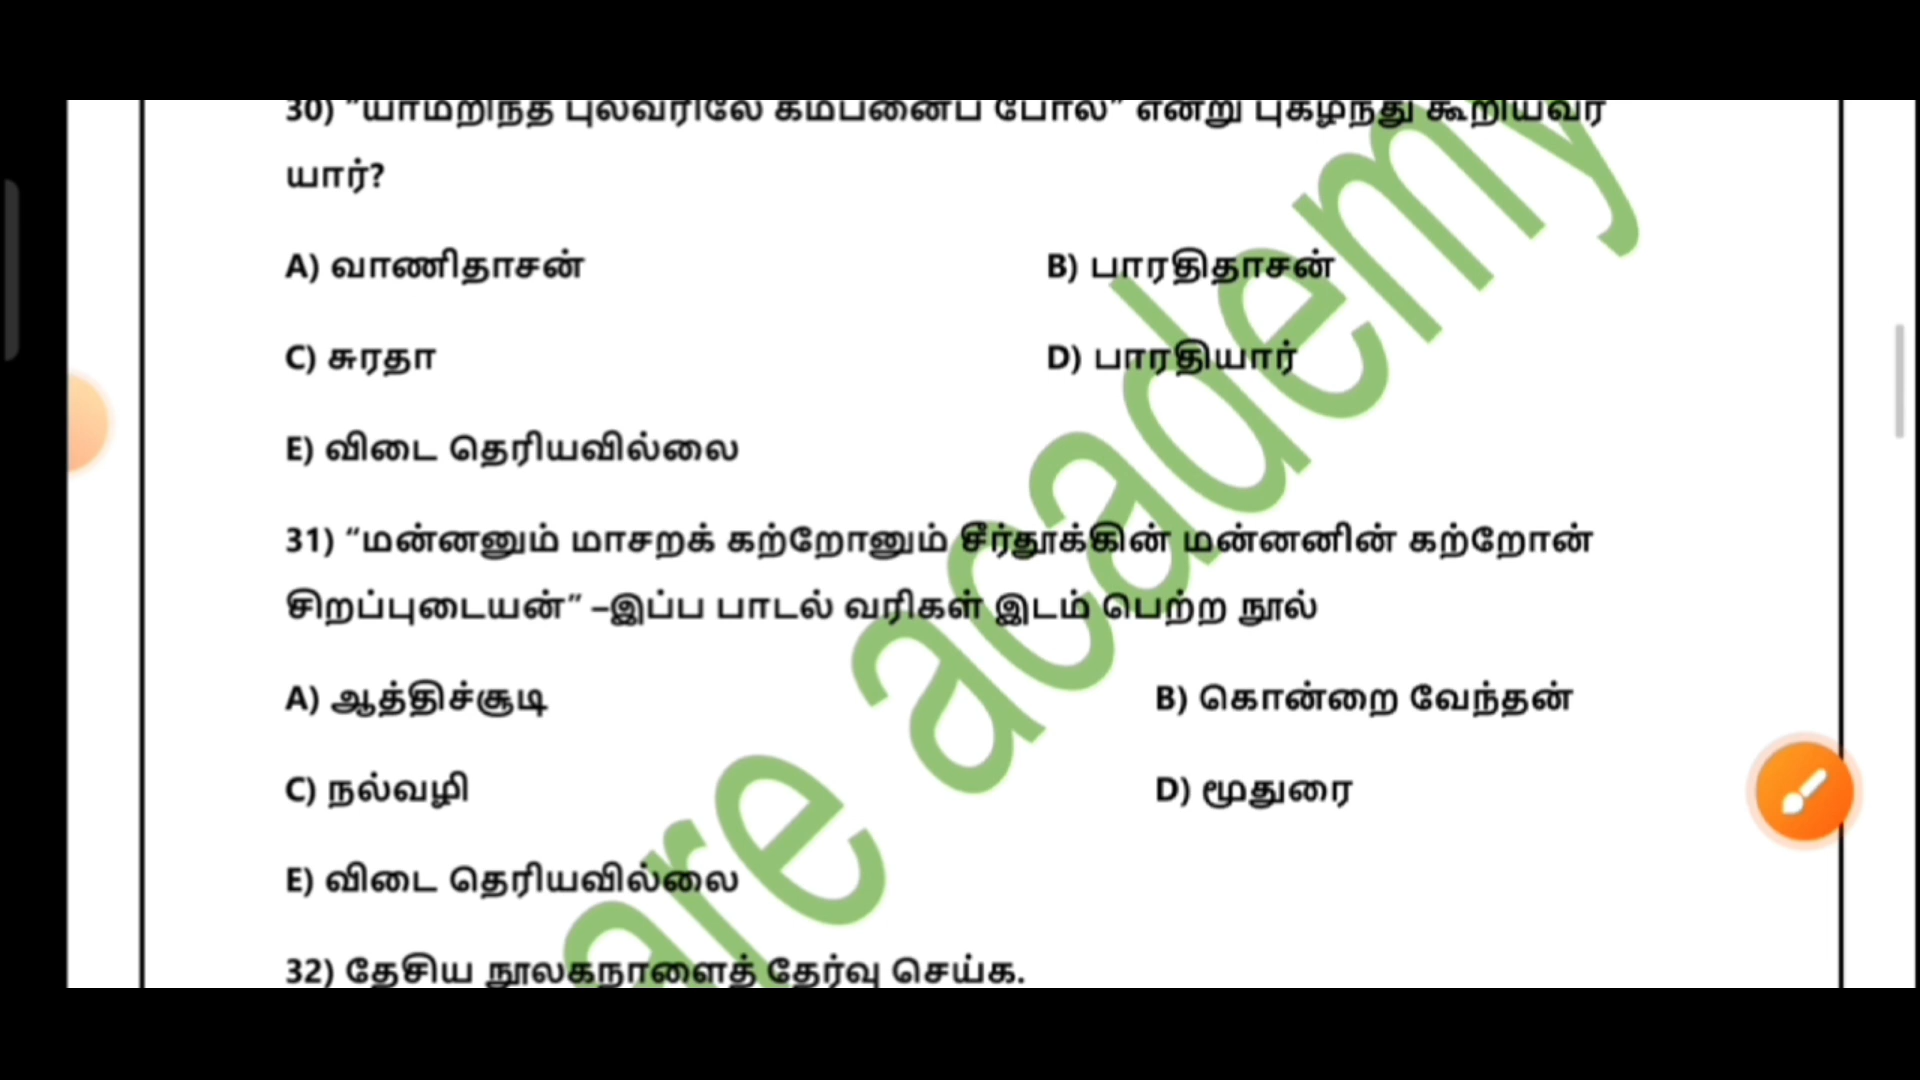 30) “யாமறிந்த புலவரிலே கம்பனைப் போல்” என்று புகழ்ந்து கூறியவர்
யார்?
A) வாணிதாசன் B) பாரதிதாசன்
C) சுரதா D) பாரதியார்
E) விடை தெரியவில்லை
31) “மன்னனும் மாசறக் கற்றோனும் சீர்தூக்கின் மன்னனின் கற்றோன்
சிறப்புடையன்” –இப்ப பாடல் வரிகள் இடம் பெற்ற நூல்
A) ஆத்திச்சூடி B) கொன்றை வேந்தன்
C) நல்வழி D) மூதுரை
E) விடை தெரியவில்லை
32) தேசிய நூலகநாளைத் தேர்வு செய்க.
are academy